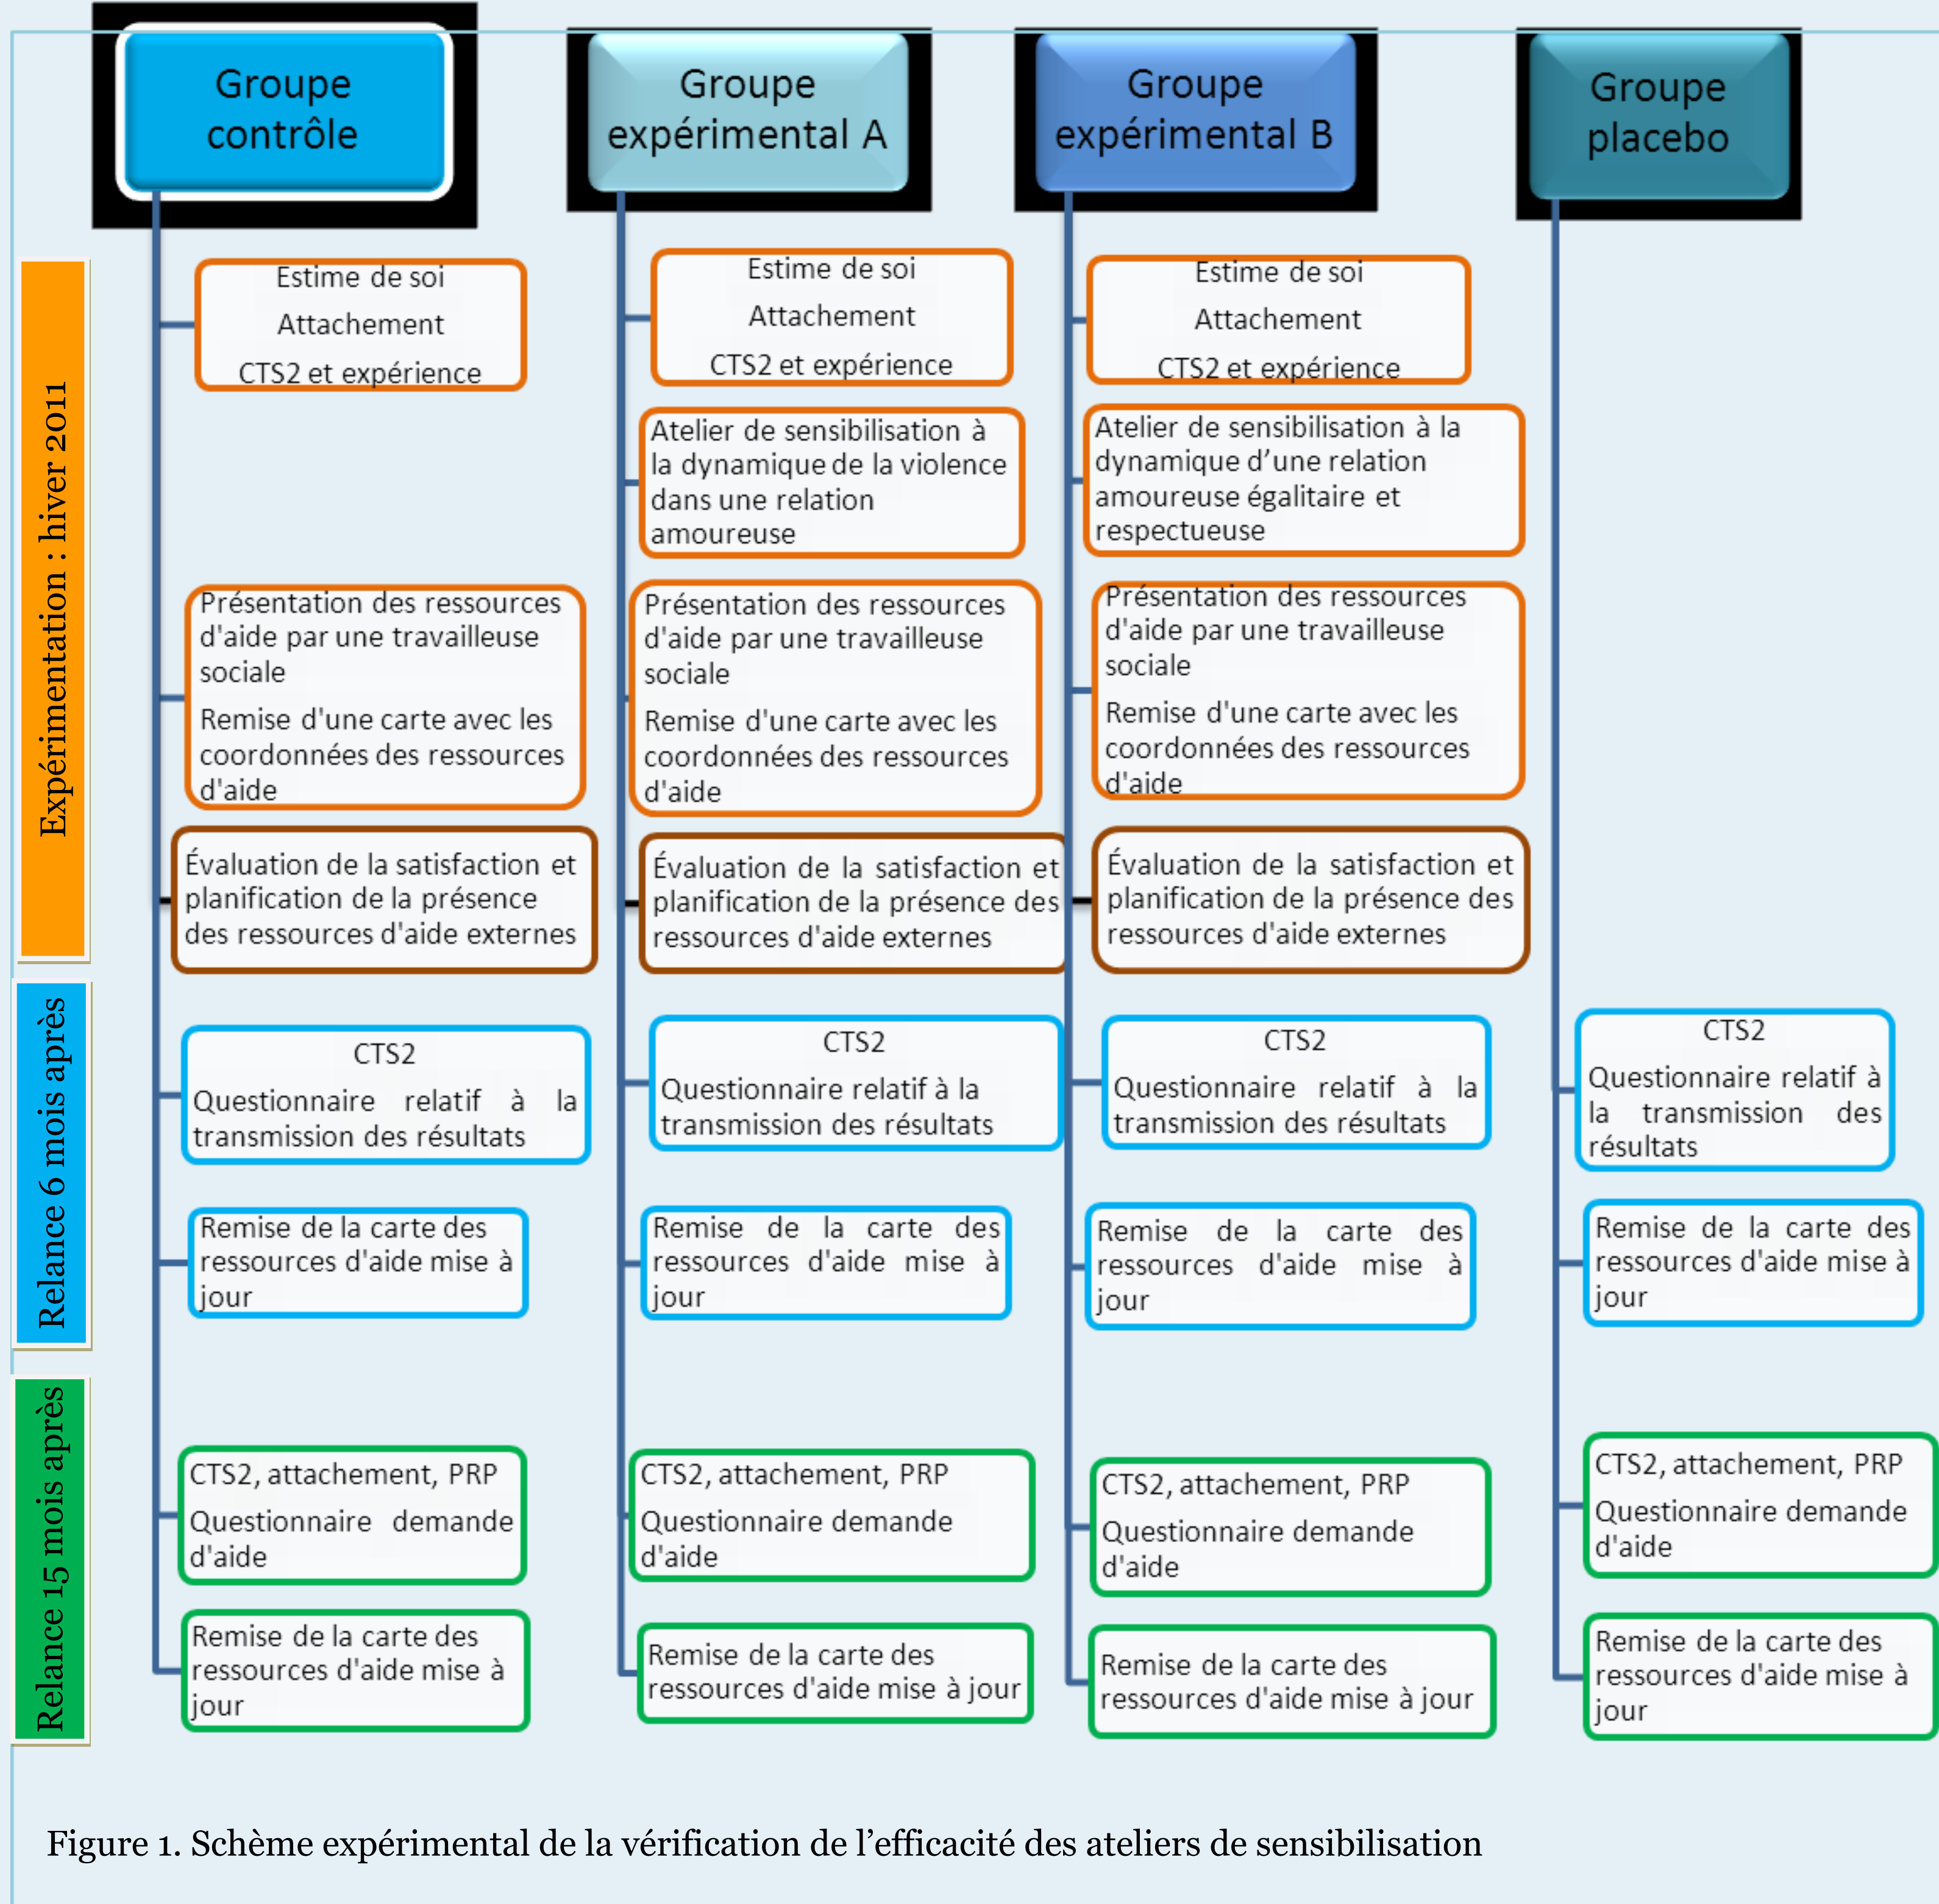 Groupe
contrôle
Groupe
expérimental A
Groupe
expérimental B
Groupe
placebo
Expérimentation : hiver 2011
Estime de soi
Attachement
CTS2 et expérience
Estime de soi
Attachement
CTS2 et expérience
Estime de soi
Attachement
CTS2 et expérience
Atelier de sensibilisation à
la dynamique de la violence
dans une relation
amoureuse
Atelier de sensibilisation à la
dynamique d’une relation
amoureuse égalitaire et
respectueuse
Présentation des ressources
d'aide par une travailleuse
sociale
Remise d'une carte avec les
coordonnées des ressources
d'aide
Présentation des ressources
d'aide par une travailleuse
sociale
Remise d'une carte avec les
coordonnées des ressources
d'aide
Présentation des ressources
d'aide par une travailleuse
sociale
Remise d'une carte avec les
coordonnées des ressources
d'aide
Évaluation de la satisfaction et
planification de la présence
des ressources d'aide externes
Évaluation de la satisfaction et
planification de la présence des
ressources d'aide externes
Évaluation de la satisfaction et
planification de la présence des
ressources d'aide externes
Relance 6 mois après
CTS2
Questionnaire relatif à la
transmission des résultats
CTS2
Questionnaire relatif à la
transmission des résultats
CTS2
Questionnaire relatif à la
transmission des résultats
CTS2
Questionnaire relatif à
la transmission des
résultats
Remise de la carte des
ressources d'aide mise à
jour
Remise de la carte des
ressources d'aide mise à
jour
Remise de la carte des
ressources d'aide mise à
jour
Remise de la carte des
ressources d'aide mise à
jour
Relance 15 mois après
CTS2, attachement, PRP
Questionnaire demande
d'aide
CTS2, attachement, PRP
Questionnaire demande
d'aide
CTS2, attachement, PRP
Questionnaire demande
d'aide
CTS2, attachement, PRP
Questionnaire demande
d'aide
Remise de la carte des
ressources d'aide mise à
jour
Remise de la carte des
ressources d'aide mise à jour
Remise de la carte des
ressources d'aide mise à jour
Remise de la carte des
ressources d'aide mise à
jour
Figure 1. Schème expérimental de la vérification de l’efficacité des ateliers de sensibilisation